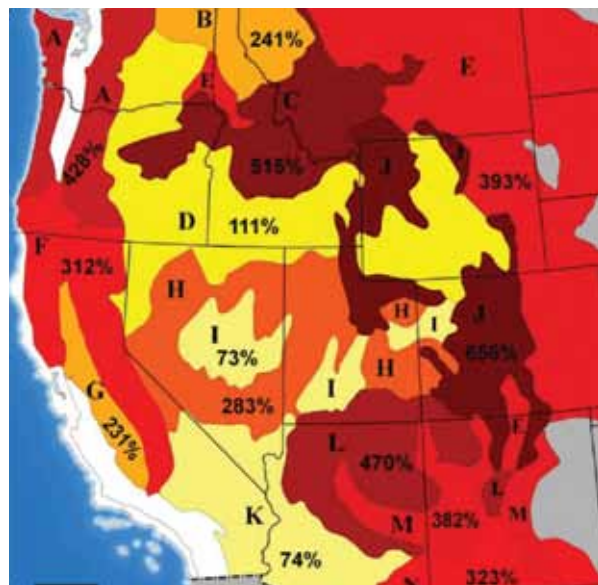 B
A
241%
E
E
A
C
J
J
428%
515%
393%
D
111%
F
312%
H
H
I
J
I
73%
656%
H
I
G
283%
231%
E
L
470%
L
K
M
382%
M
74%
323%